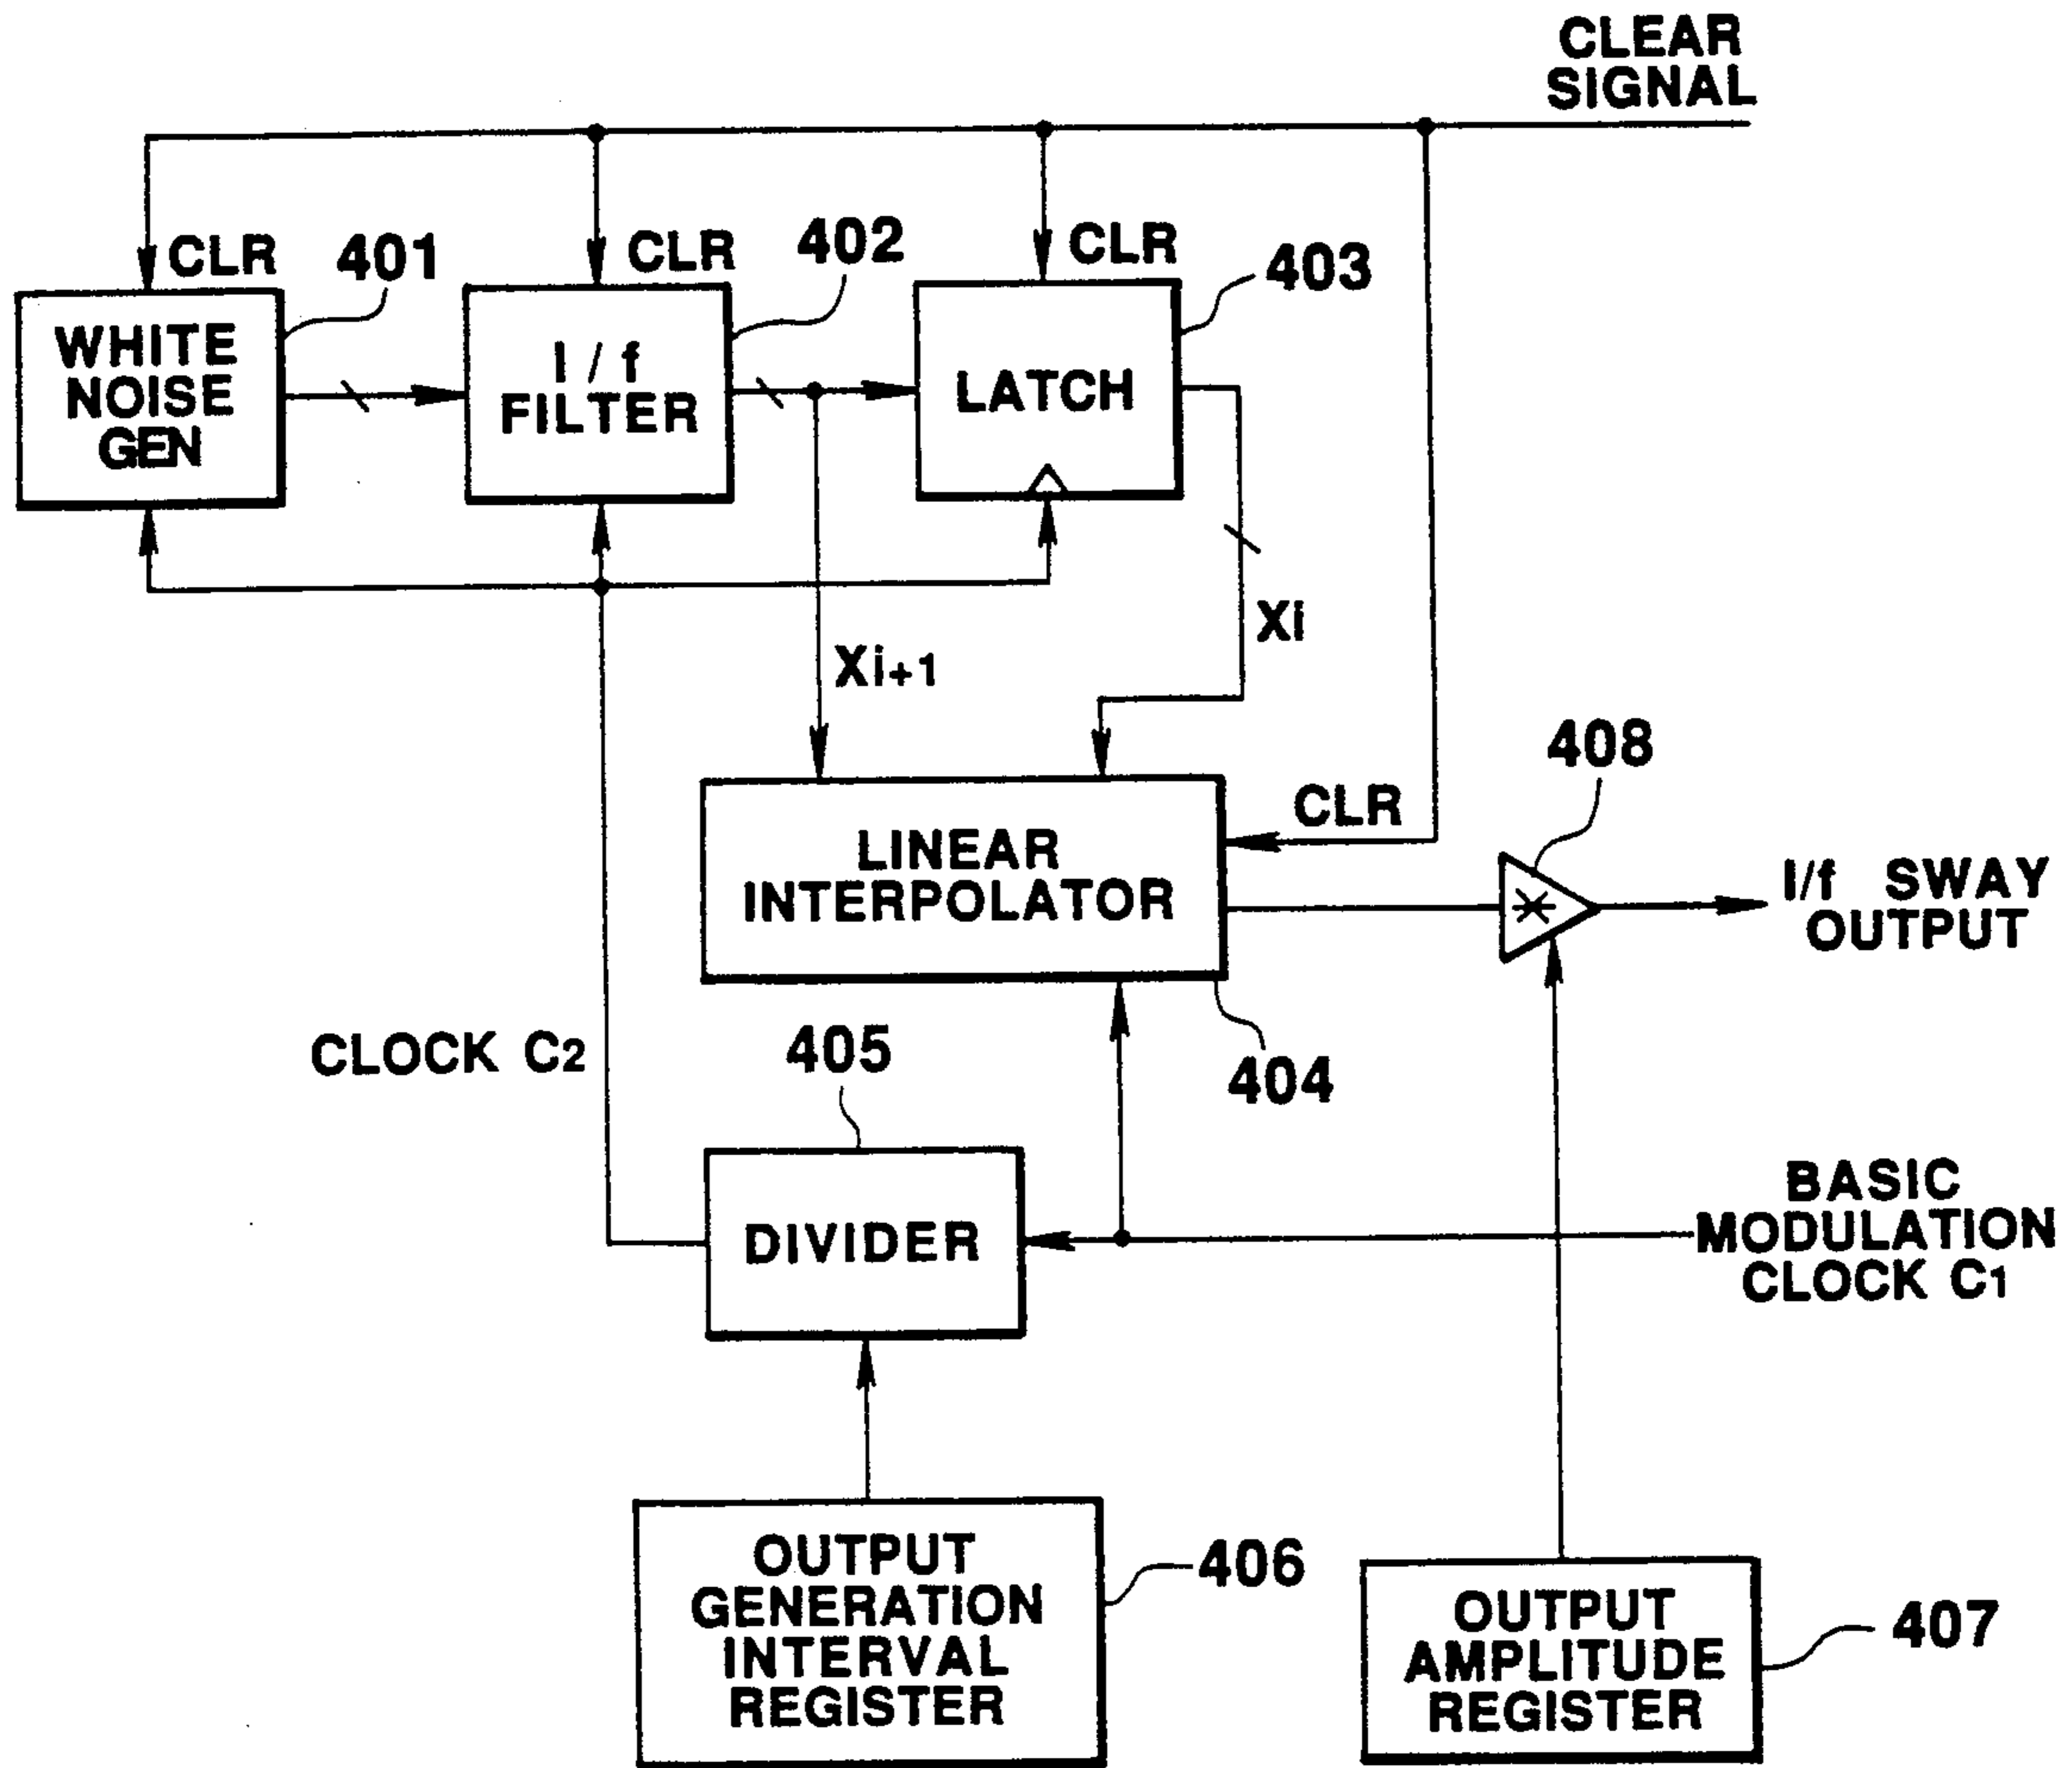 CLEAR
SIGNAL
CLR
401
CLR
402
CLR
403
WHITE
NOISE
GEN
I/f
FILTER
LATCH
Xi+1
Xi
408
CLR
LINEAR
INTERPOLATOR
I/f SWAY
OUTPUT
CLOCK C2
405
404
DIVIDER
BASIC
MODULATION
CLOCK C1
OUTPUT
GENERATION
INTERVAL
REGISTER
406
OUTPUT
AMPLITUDE
REGISTER
407